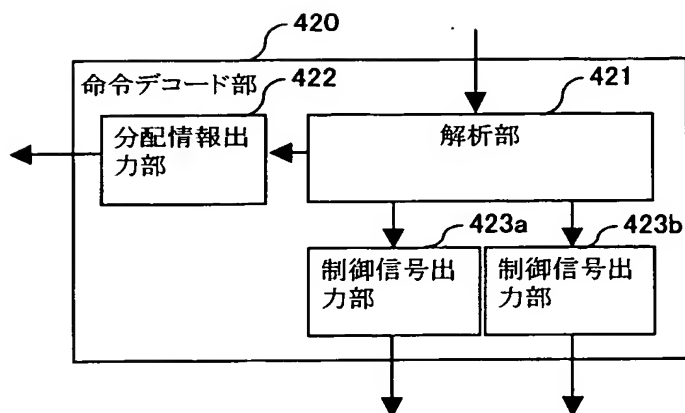 420
命令デコード部
422
421
分配情報出
力部
解析部
423a
423b
制御信号出
力部
制御信号出
力部